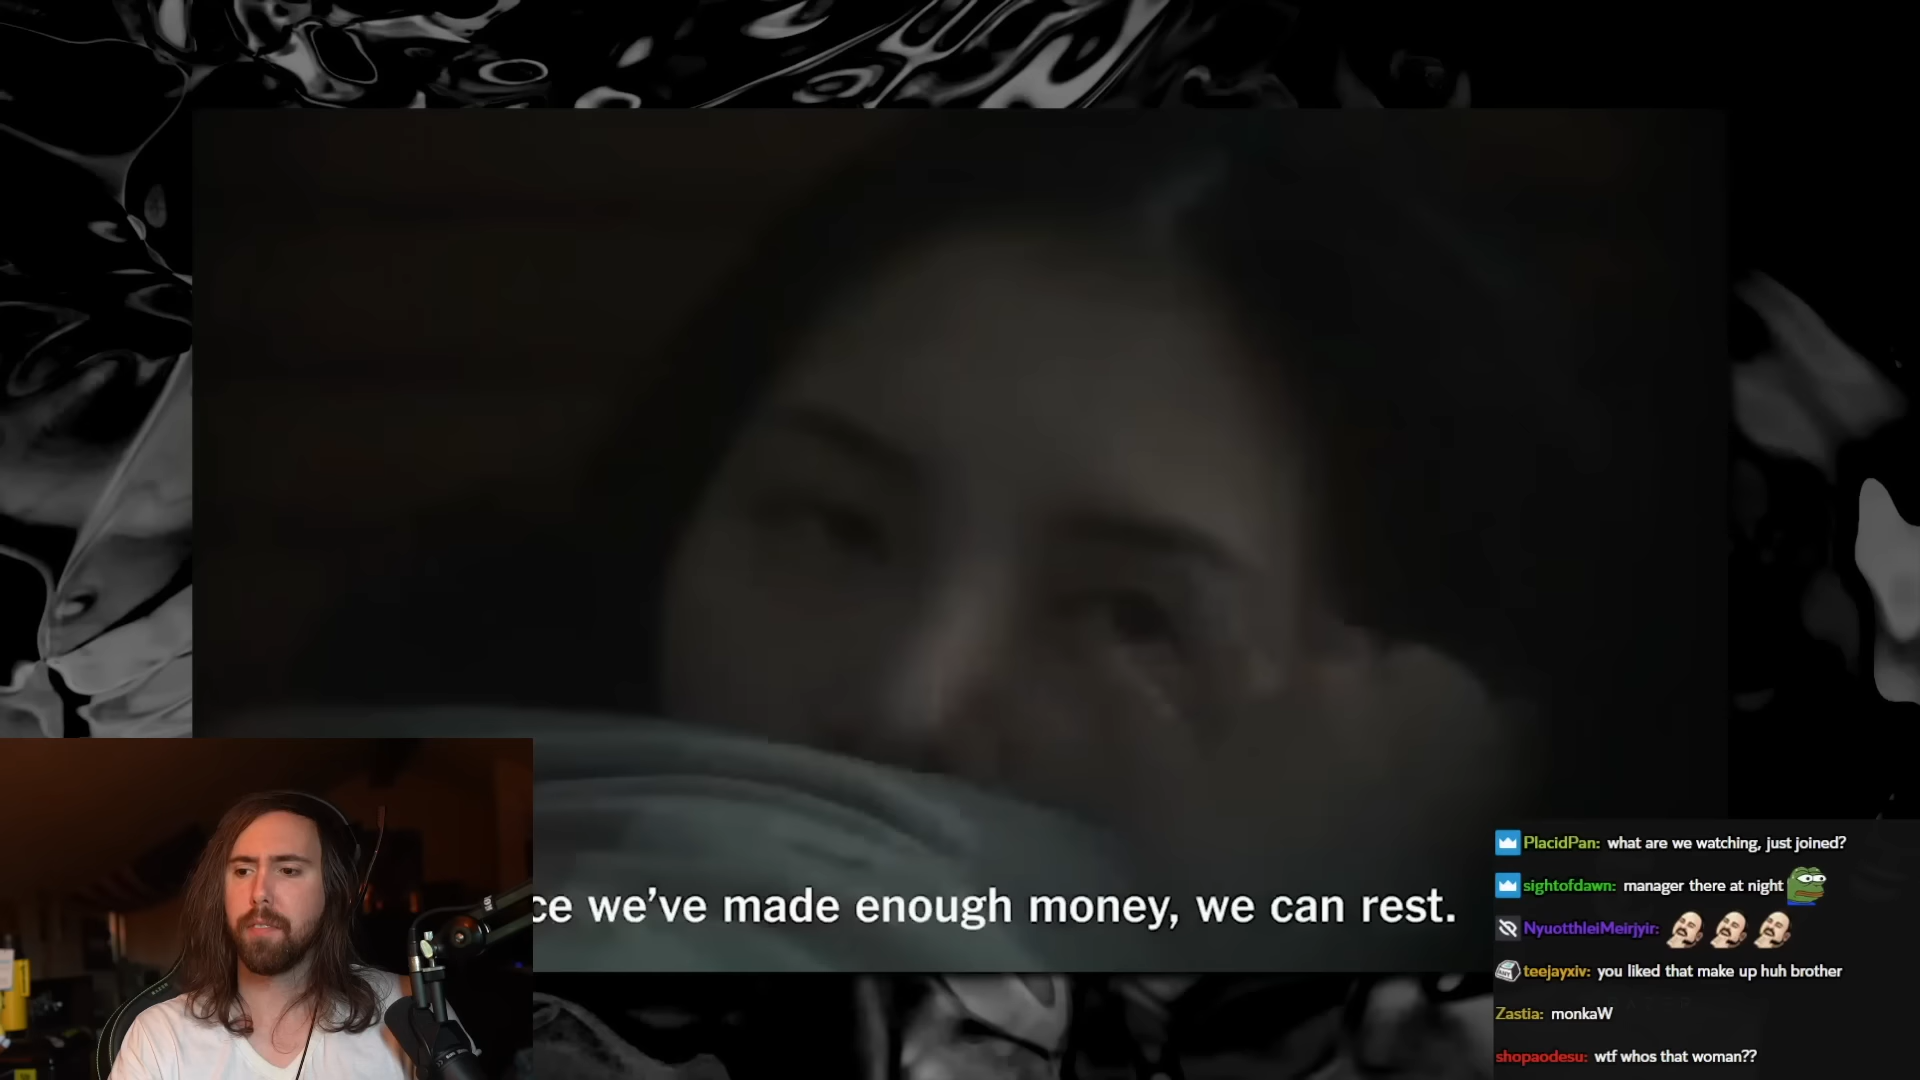 ce we've made enough money, we can rest.
PlacidPan: what are we watching, just joined?
sightofdawn: manager there at night
NyuotthleiMeirjyir:
teejayxiv: you liked that make up huh brother
Zastia: monkaW
shopaodesu: wtf whos that woman??